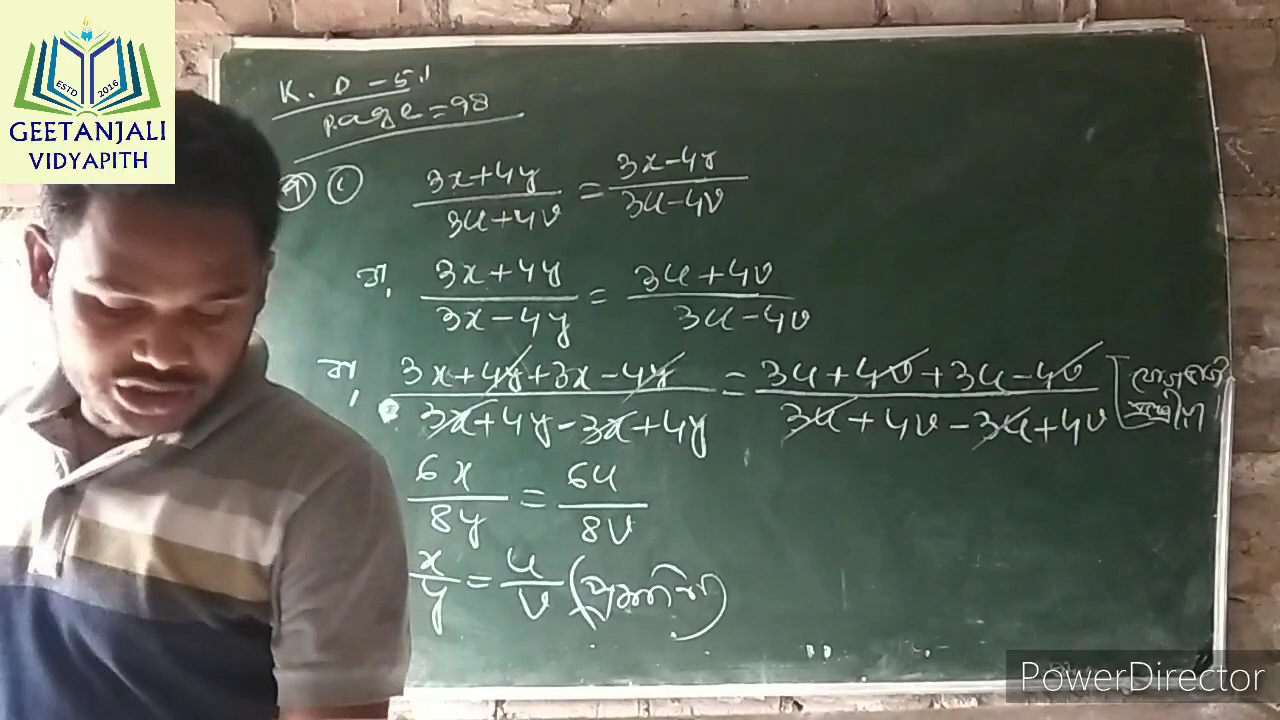 ESTD 2016
GEETANJALI
VIDYAPITH
K. D - 5.1
Page = 98
3x+4y / 3u+4v = 3x-4y / 3u-4v
বা, 3x+4y / 3x-4y = 3u+4v / 3u-4v
বা, 3x+4y+3x-4y / 3x+4y-3x+4y = 3u+4v+3u-4v / 3u+4v-3u+4v
6x / 8y = 6u / 8v
x / y = u / v (প্রমাণিত)
PowerDirector